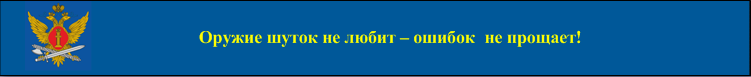 Оружие шуток не любит – ошибок  не прощает!